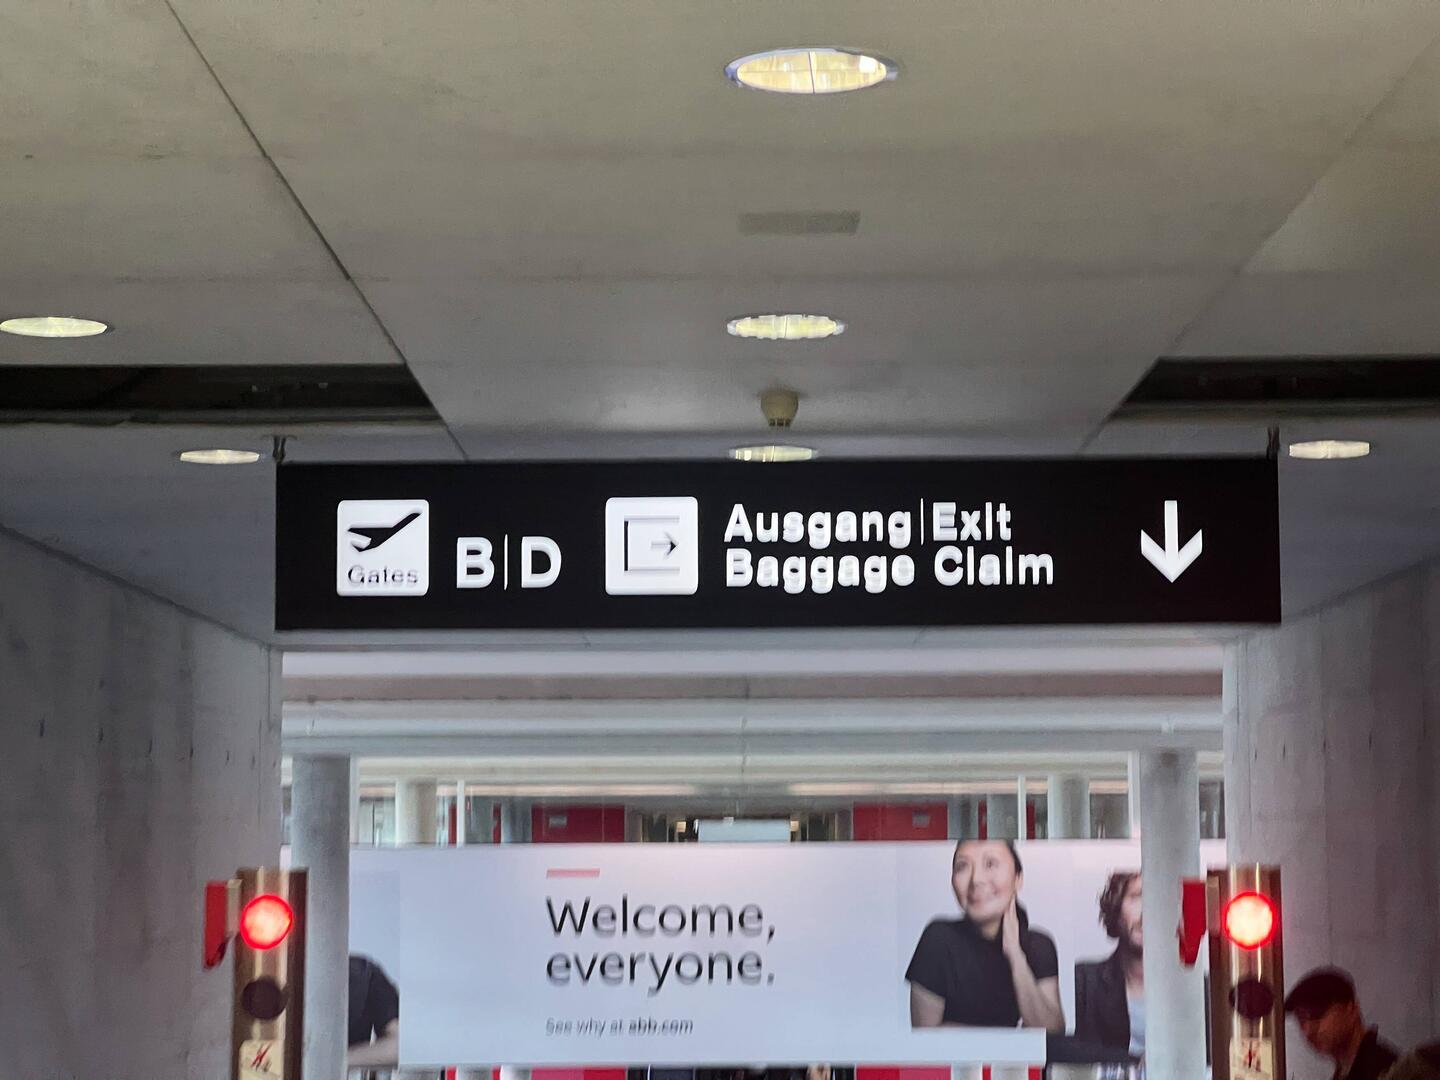 Gates
B|D
Ausgang|Exit
Baggage Claim
Welcome,
everyone.
See why at abb.com